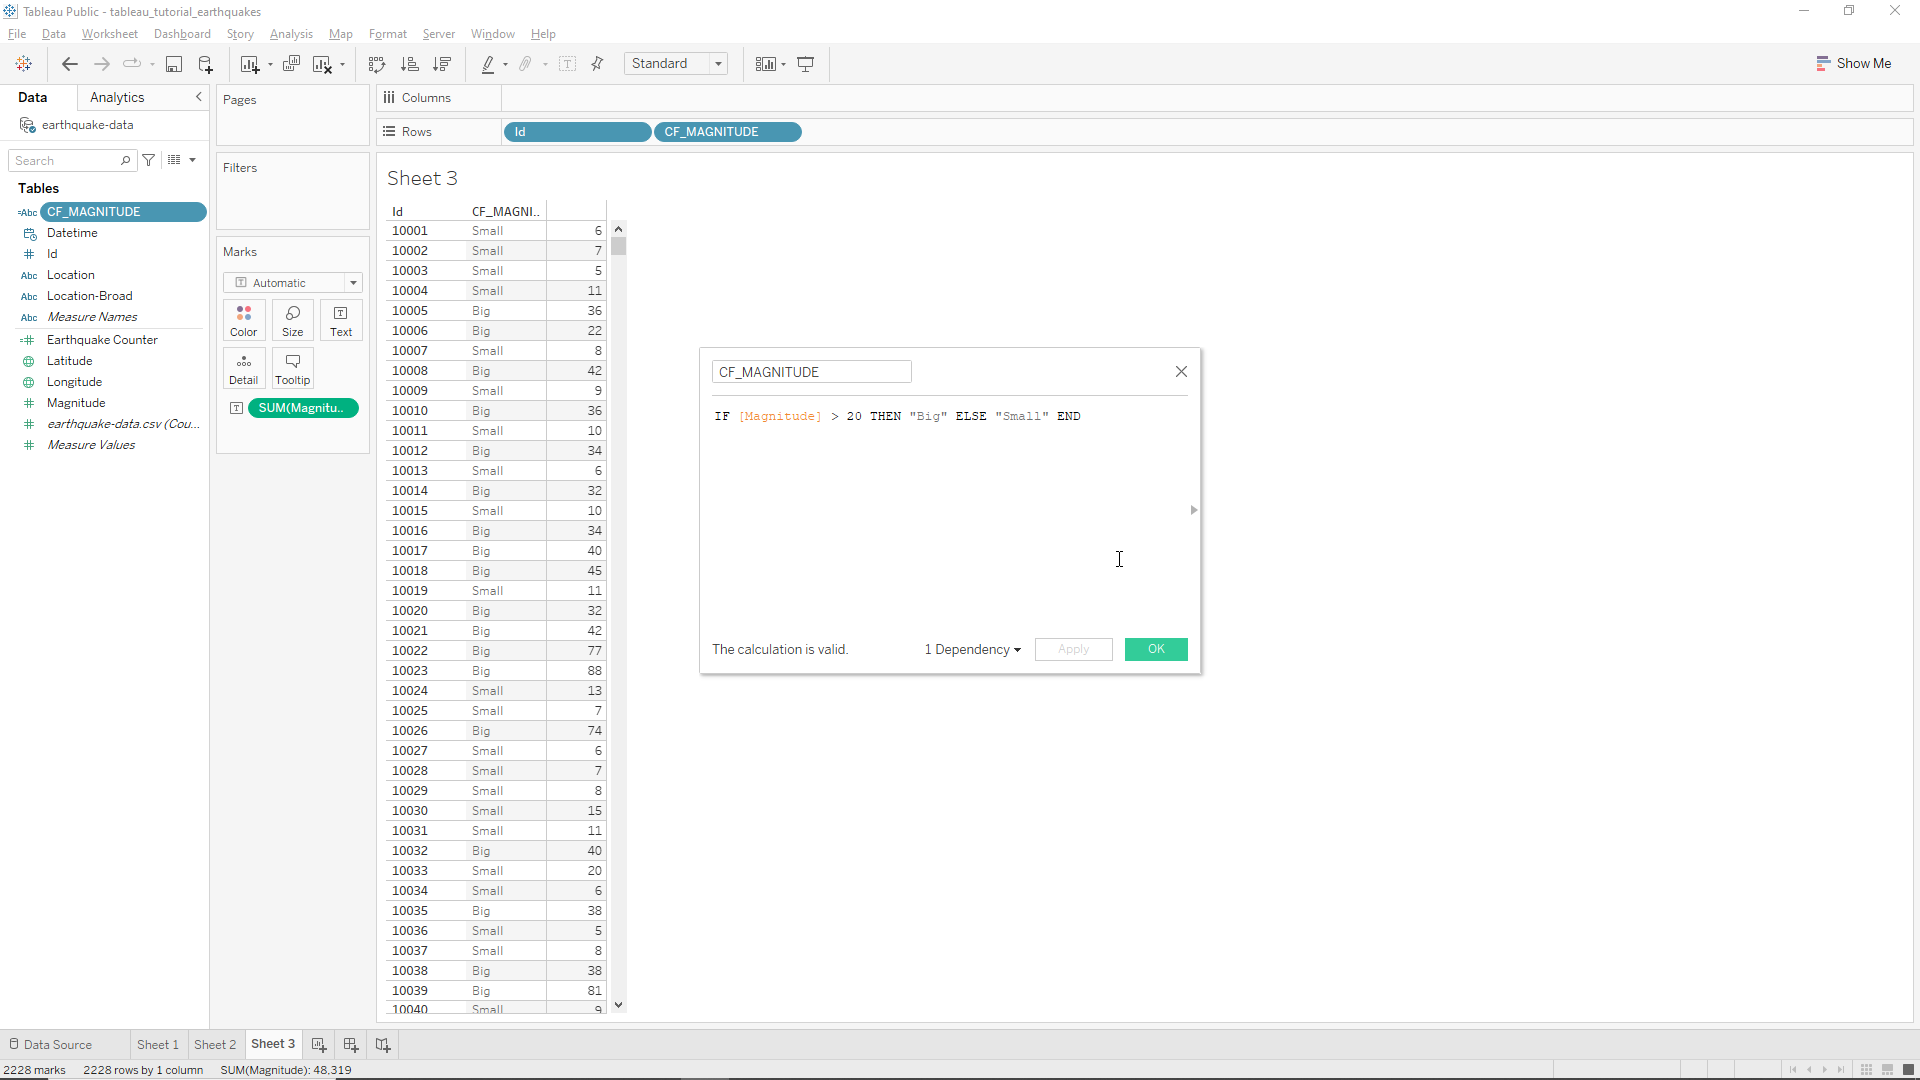 Tableau Public - tableau_tutorial_earthquakes
File Data Worksheet Dashboard Story Analysis Map Format Server Window Help
Standard
Show Me
Data Analytics
earthquake-data
Search
Tables
=Abc CF_MAGNITUDE
Datetime
Id
Abc Location
Abc Location-Broad
Abc Measure Names
Earthquake Counter
Latitude
Longitude
Magnitude
earthquake-data.csv (Cou...
Measure Values
Pages
Filters
Marks
Automatic
Color Size Text
Detail Tooltip
SUM(Magnitu..
Columns
Rows Id CF_MAGNITUDE
Sheet 3
Id CF_MAGNI..
10001 Small 6
10002 Small 7
10003 Small 5
10004 Small 11
10005 Big 36
10006 Big 22
10007 Small 8
10008 Big 42
10009 Small 9
10010 Big 36
10011 Small 10
10012 Big 34
10013 Small 6
10014 Big 32
10015 Small 10
10016 Big 34
10017 Big 40
10018 Big 45
10019 Small 11
10020 Big 32
10021 Big 42
10022 Big 77
10023 Big 88
10024 Small 13
10025 Small 7
10026 Big 74
10027 Small 6
10028 Small 7
10029 Small 8
10030 Small 15
10031 Small 11
10032 Big 40
10033 Small 20
10034 Small 6
10035 Big 38
10036 Small 5
10037 Small 8
10038 Big 38
10039 Big 81
10040 Small 9
CF_MAGNITUDE
IF [Magnitude] > 20 THEN "Big" ELSE "Small" END
The calculation is valid. 1 Dependency Apply OK
Data Source Sheet 1 Sheet 2 Sheet 3
2228 marks 2228 rows by 1 column SUM(Magnitude): 48,319